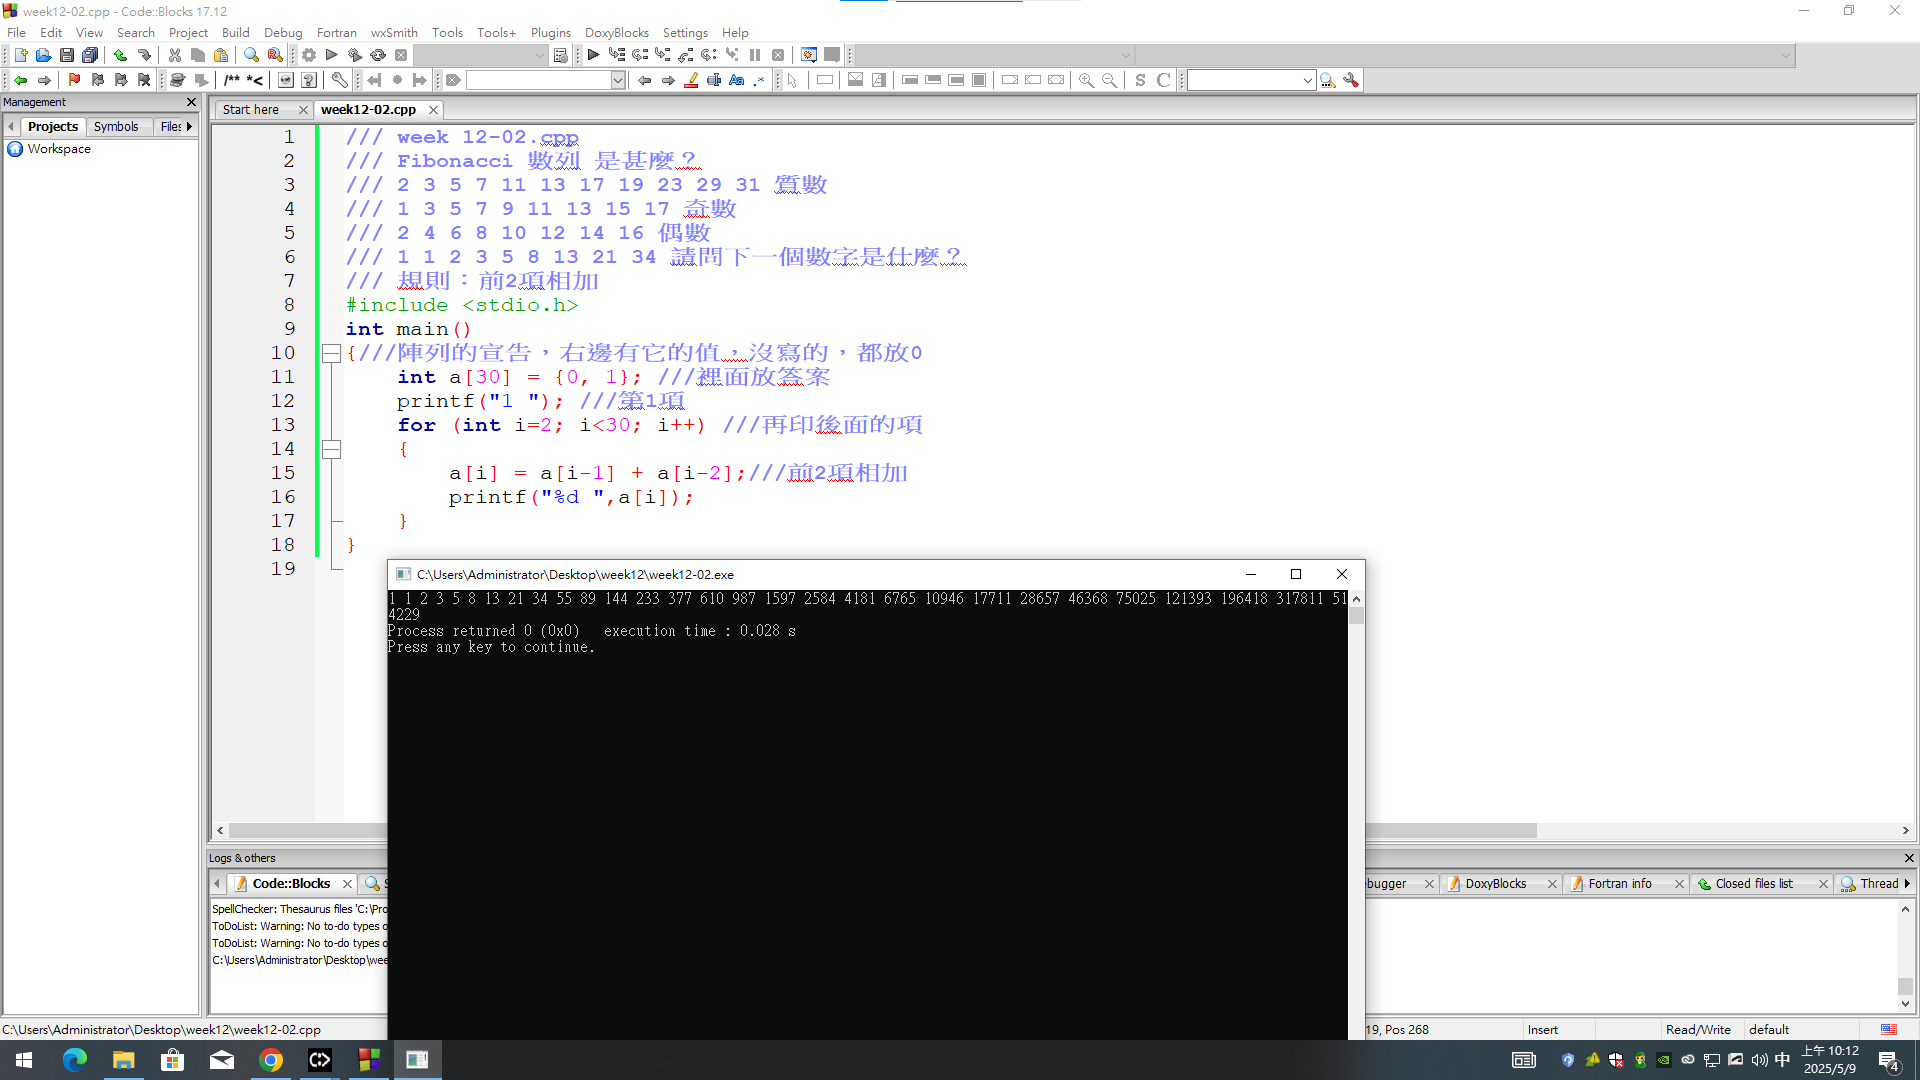 week12-02.cpp - Code::Blocks 17.12
File Edit View Search Project Build Debug Fortran wxSmith Tools Tools+ Plugins DoxyBlocks Settings Help
/** *<
Management
Start here week12-02.cpp
Projects Symbols Files
Workspace
1 /// week 12-02.cpp
2 /// Fibonacci 數列 是甚麼？
3 /// 2 3 5 7 11 13 17 19 23 29 31 質數
4 /// 1 3 5 7 9 11 13 15 17 奇數
5 /// 2 4 6 8 10 12 14 16 偶數
6 /// 1 1 2 3 5 8 13 21 34 請問下一個數字是什麼？
7 /// 規則：前2項相加
8 #include <stdio.h>
9 int main()
10 {///陣列的宣告，右邊有它的值，沒寫的，都放0
11 int a[30] = {0, 1}; ///裡面放答案
12 printf("1 "); ///第1項
13 for (int i=2; i<30; i++) ///再印後面的項
14 {
15 a[i] = a[i-1] + a[i-2];///前2項相加
16 printf("%d ",a[i]);
17 }
18 }
19
C:\Users\Administrator\Desktop\week12\week12-02.exe
1 1 2 3 5 8 13 21 34 55 89 144 233 377 610 987 1597 2584 4181 6765 10946 17711 28657 46368 75025 121393 196418 317811 51
4229
Process returned 0 (0x0) execution time : 0.028 s
Press any key to continue.
Logs & others
Code::Blocks S ebugger DoxyBlocks Fortran info Closed files list Thread
SpellChecker: Thesaurus files 'C:\Pro
ToDoList: Warning: No to-do types o
ToDoList: Warning: No to-do types o
C:\Users\Administrator\Desktop\wee
C:\Users\Administrator\Desktop\week12\week12-02.cpp 19, Pos 268 Insert Read/Write default
中 上午 10:12
2025/5/9
4